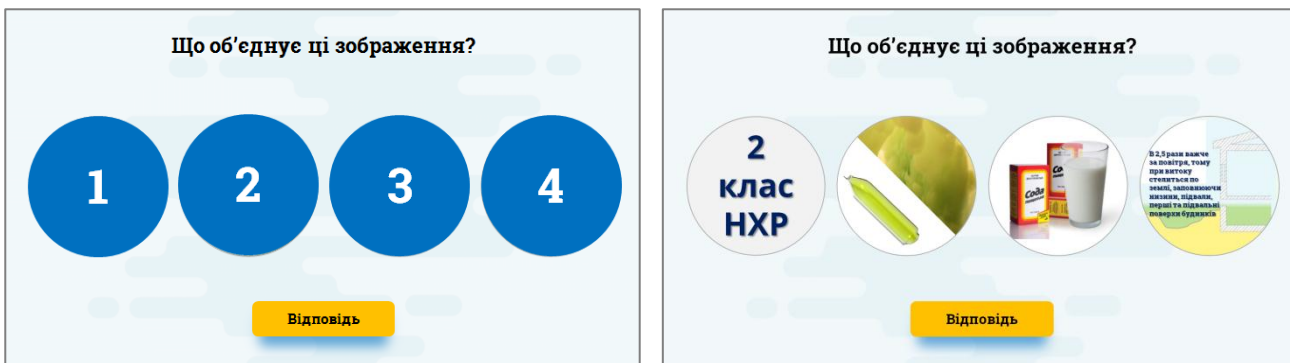 Що об’єднує ці зображення?
1
2
3
4
Відповідь
Що об’єднує ці зображення?
2
клас
НХР
Сода
Сода
В 2,5 рази важче
за повітря, тому
при витоку
стелиться по
землі, заповнюючи
низини, підвали,
перші та підвальні
поверхи будинків
Відповідь